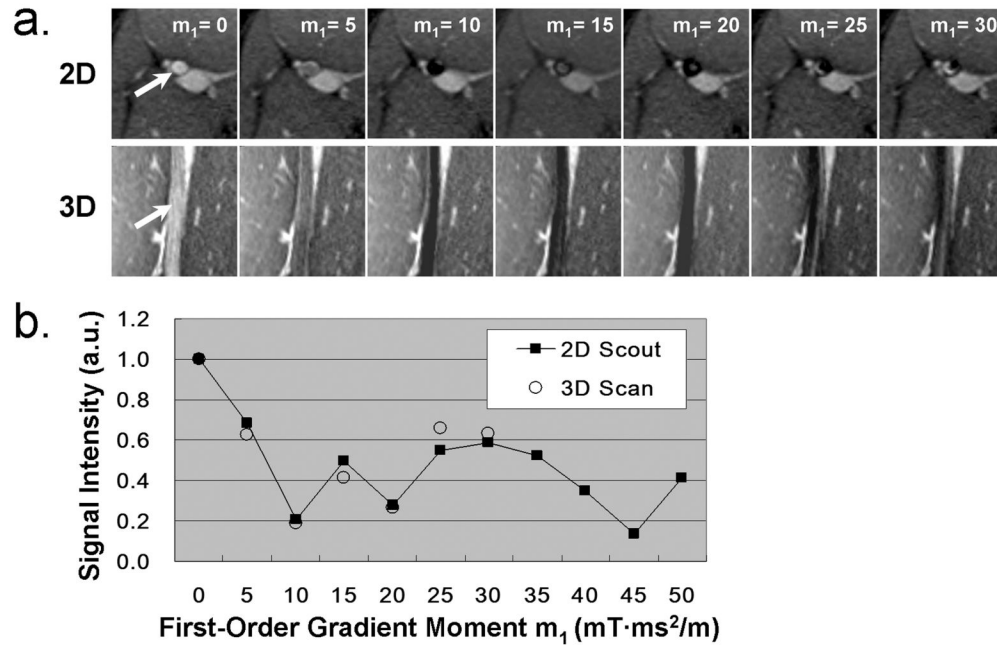 a.
m₁= 0 m₁= 5 m₁= 10 m₁= 15 m₁= 20 m₁= 25 m₁= 30
2D
3D
b.
Signal Intensity (a.u.)
1.2
1.0
0.8
0.6
0.4
0.2
0.0
2D Scout
3D Scan
0 5 10 15 20 25 30 35 40 45 50
First-Order Gradient Moment m₁ (mT·ms²/m)